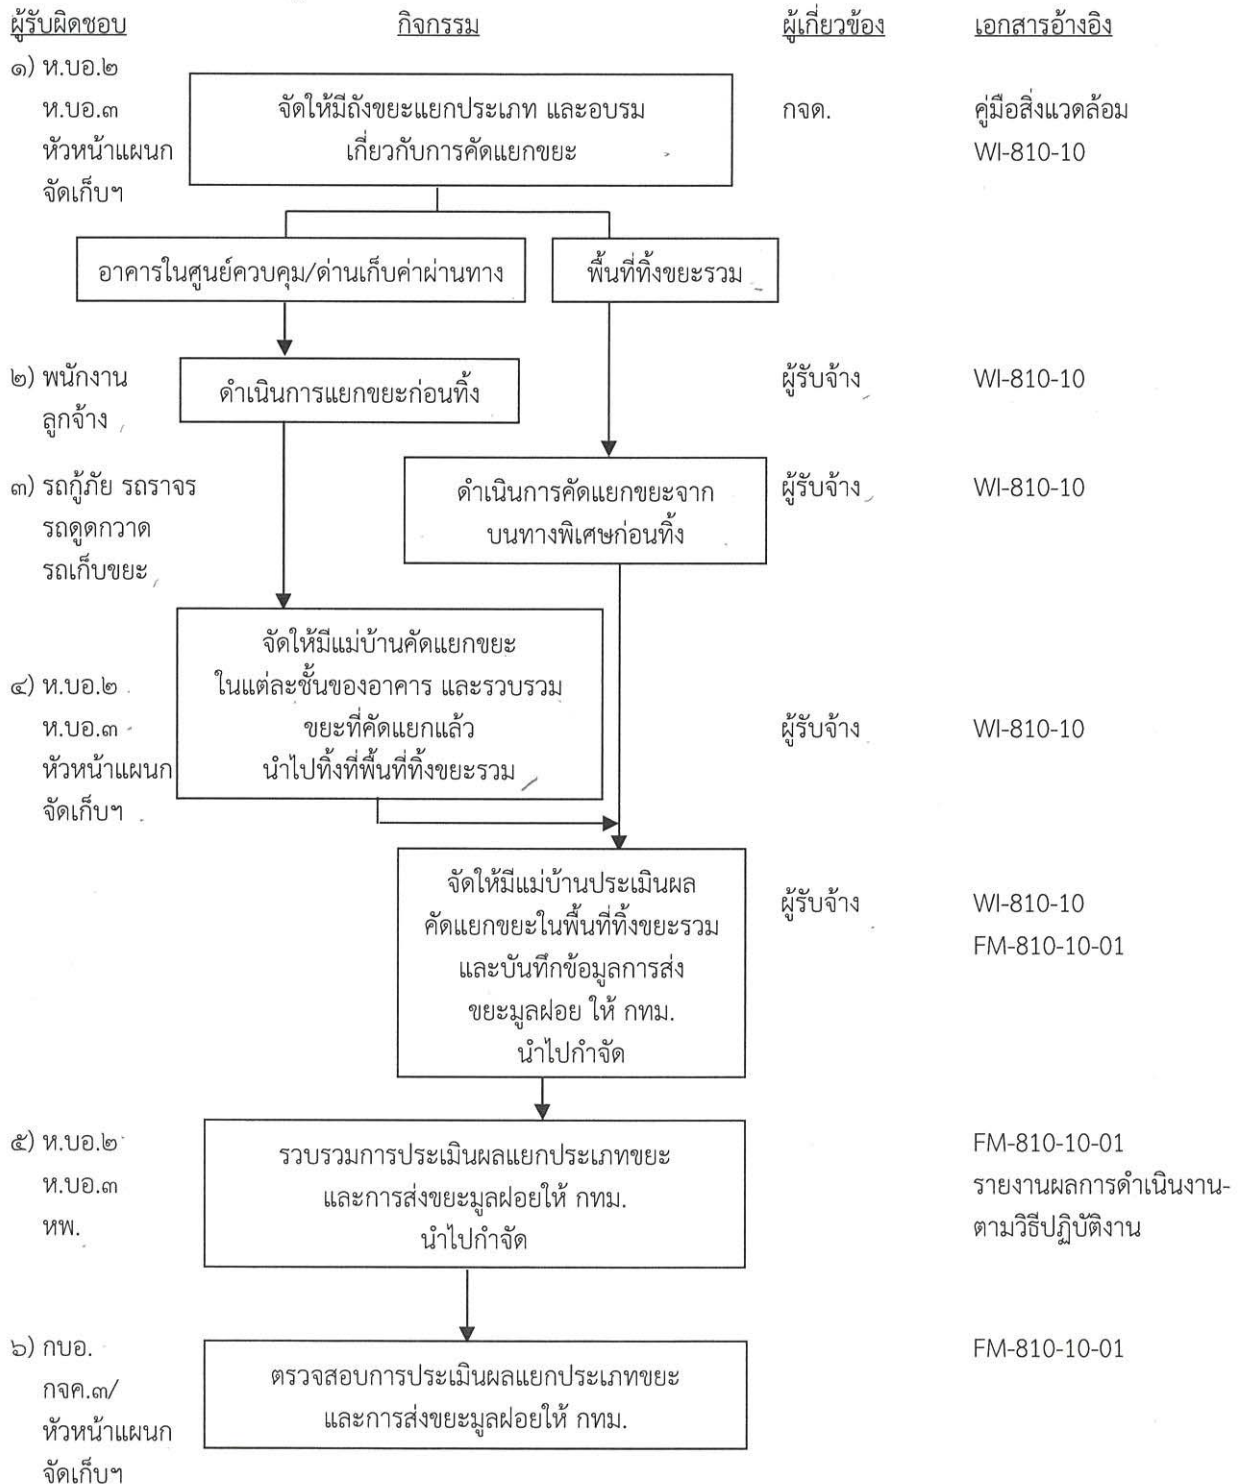 ผู้รับผิดชอบ
กิจกรรม
ผู้เกี่ยวข้อง
เอกสารอ้างอิง
๑) ห.บอ.๒
ห.บอ.๓
หัวหน้าแผนก
จัดเก็บฯ
จัดให้มีถังขยะแยกประเภท และอบรม
เกี่ยวกับการคัดแยกขยะ
กจด.
คู่มือสิ่งแวดล้อม
WI-810-10
อาคารในศูนย์ควบคุม/ด่านเก็บค่าผ่านทาง
พื้นที่ทิ้งขยะรวม
๒) พนักงาน
ลูกจ้าง
ดำเนินการแยกขยะก่อนทิ้ง
ผู้รับจ้าง
WI-810-10
๓) รถกู้ภัย รถราจร
รถดูดกวาด
รถเก็บขยะ
ดำเนินการคัดแยกขยะจาก
บนทางพิเศษก่อนทิ้ง
ผู้รับจ้าง
WI-810-10
๔) ห.บอ.๒
ห.บอ.๓
หัวหน้าแผนก
จัดเก็บฯ
จัดให้มีแม่บ้านคัดแยกขยะ
ในแต่ละชั้นของอาคาร และรวบรวม
ขยะที่คัดแยกแล้ว
นำไปทิ้งที่พื้นที่ทิ้งขยะรวม
ผู้รับจ้าง
WI-810-10
จัดให้มีแม่บ้านประเมินผล
คัดแยกขยะในพื้นที่ทิ้งขยะรวม
และบันทึกข้อมูลการส่ง
ขยะมูลฝอย ให้ กทม.
นำไปกำจัด
ผู้รับจ้าง
WI-810-10
FM-810-10-01
๕) ห.บอ.๒
ห.บอ.๓
หพ.
รวบรวมการประเมินผลแยกประเภทขยะ
และการส่งขยะมูลฝอยให้ กทม.
นำไปกำจัด
FM-810-10-01
รายงานผลการดำเนินงาน-
ตามวิธีปฏิบัติงาน
๖) กบอ.
กจค.๓/
หัวหน้าแผนก
จัดเก็บฯ
ตรวจสอบการประเมินผลแยกประเภทขยะ
และการส่งขยะมูลฝอยให้ กทม.
FM-810-10-01